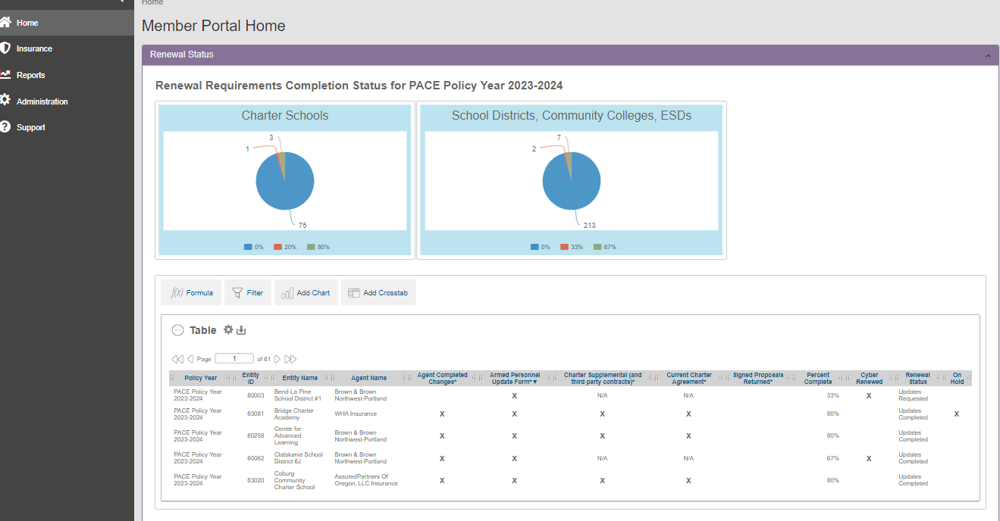 Home
Home
Member Portal Home
Insurance
Reports
Administration
Support
Renewal Status
Renewal Requirements Completion Status for PACE Policy Year 2023-2024
Charter Schools
3
1
75
0% 20% 80%
School Districts, Community Colleges, ESDs
7
2
213
0% 33% 67%
f(x) Formula
Filter
Add Chart
Add Crosstab
Table
Page 1 of 61
Policy Year Entity ID Entity Name Agent Name Agent Completed Changes* Armed Personnel Update Form*▼ Charter Supplemental (and third party contracts)* Current Charter Agreement* Signed Proposals Returned* Percent Complete Cyber Renewed Renewal Status On Hold
PACE Policy Year 2023-2024 60003 Bend-La Pine School District #1 Brown & Brown Northwest-Portland X N/A N/A 33% X Updates Requested
PACE Policy Year 2023-2024 63081 Bridge Charter Academy WHA Insurance X X X X 80% Updates Completed X
PACE Policy Year 2023-2024 60258 Center for Advanced Learning Brown & Brown Northwest-Portland X X X X 80% Updates Completed
PACE Policy Year 2023-2024 60062 Clatskanie School District 6J Brown & Brown Northwest-Portland X X N/A N/A 67% X Updates Completed
PACE Policy Year 2023-2024 63020 Coburg Community Charter School AssuredPartners Of Oregon, LLC Insurance X X X X 80% Updates Completed